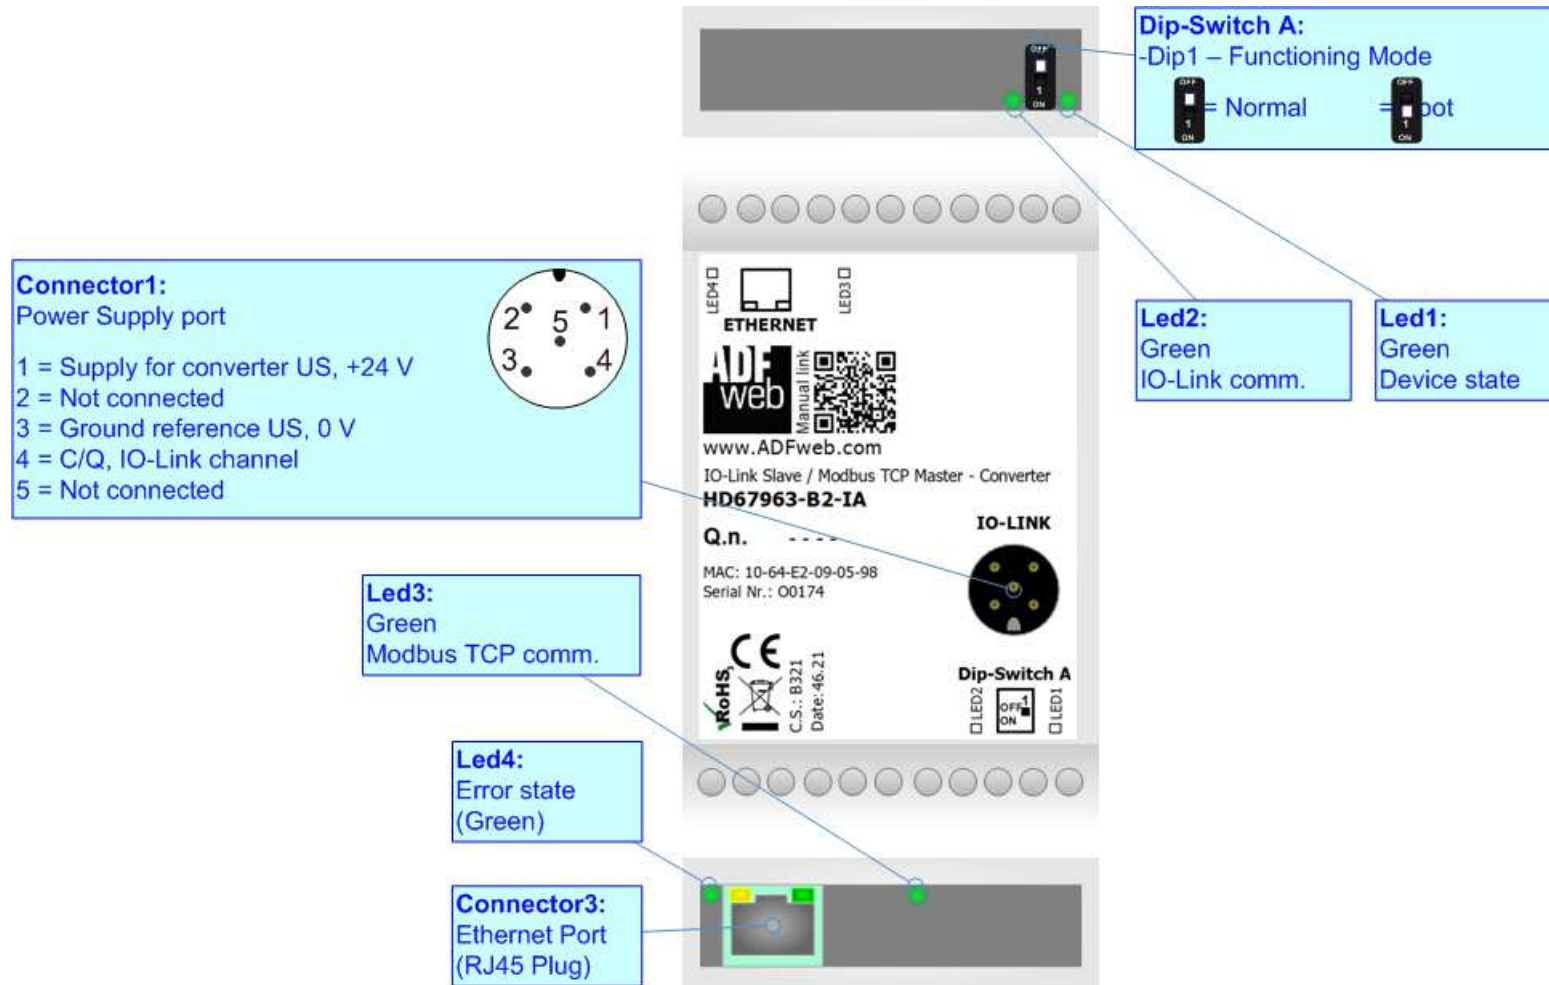 OFF
1
ON
Dip-Switch A:
-Dip1 – Functioning Mode
OFF
1
ON
= Normal
OFF
1
ON
=
oot
Connector1:
Power Supply port
1 = Supply for converter US, +24 V
2 = Not connected
3 = Ground reference US, 0 V
4 = C/Q, IO-Link channel
5 = Not connected
2 5 1
3 4
LED4
LED3
ETHERNET
ADF
web
Manual link
www.ADFweb.com
IO-Link Slave / Modbus TCP Master - Converter
HD67963-B2-IA
Q.n. - - - -
MAC: 10-64-E2-09-05-98
Serial Nr.: O0174
IO-LINK
RoHS
CE
C.S.: B321
Date: 46.21
Dip-Switch A
LED2
OFF 1
ON
LED1
Led2:
Green
IO-Link comm.
Led1:
Green
Device state
Led3:
Green
Modbus TCP comm.
Led4:
Error state
(Green)
Connector3:
Ethernet Port
(RJ45 Plug)